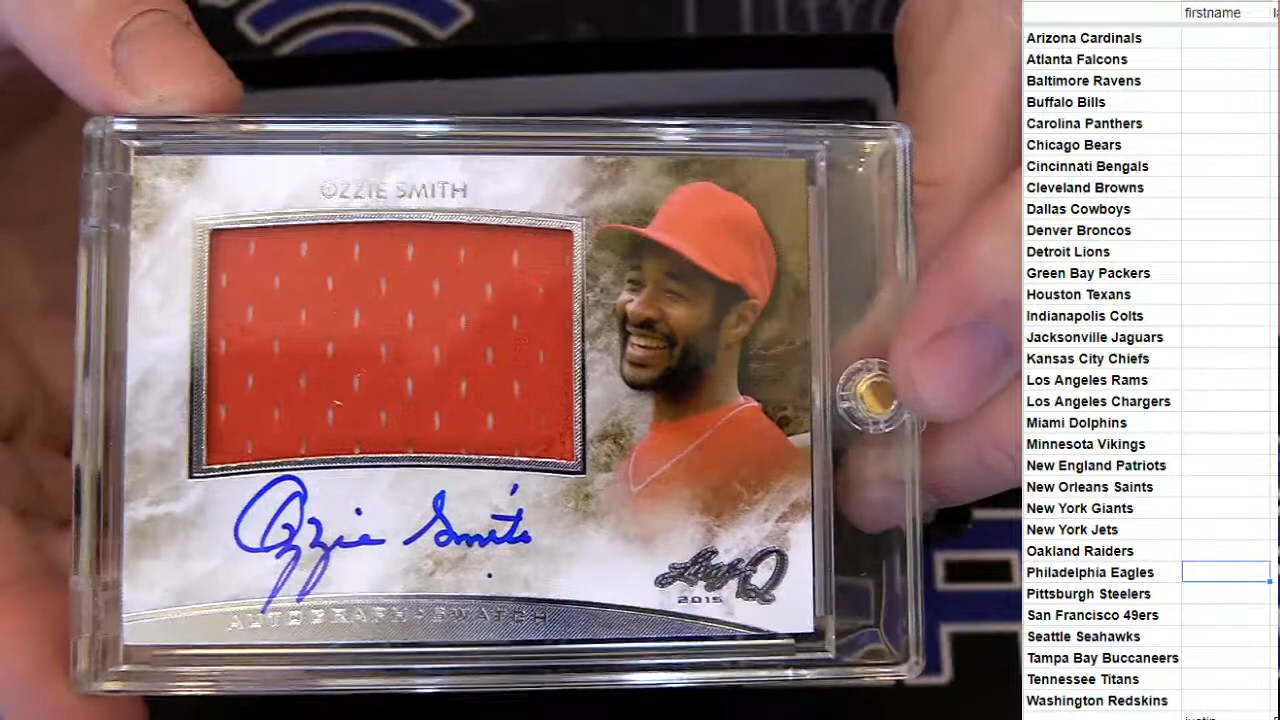 OZZIE SMITH
Ozzie Smith
AUTOGRAPHED SWATCH
Leaf Q
2015
firstname
Arizona Cardinals
Atlanta Falcons
Baltimore Ravens
Buffalo Bills
Carolina Panthers
Chicago Bears
Cincinnati Bengals
Cleveland Browns
Dallas Cowboys
Denver Broncos
Detroit Lions
Green Bay Packers
Houston Texans
Indianapolis Colts
Jacksonville Jaguars
Kansas City Chiefs
Los Angeles Rams
Los Angeles Chargers
Miami Dolphins
Minnesota Vikings
New England Patriots
New Orleans Saints
New York Giants
New York Jets
Oakland Raiders
Philadelphia Eagles
Pittsburgh Steelers
San Francisco 49ers
Seattle Seahawks
Tampa Bay Buccaneers
Tennessee Titans
Washington Redskins